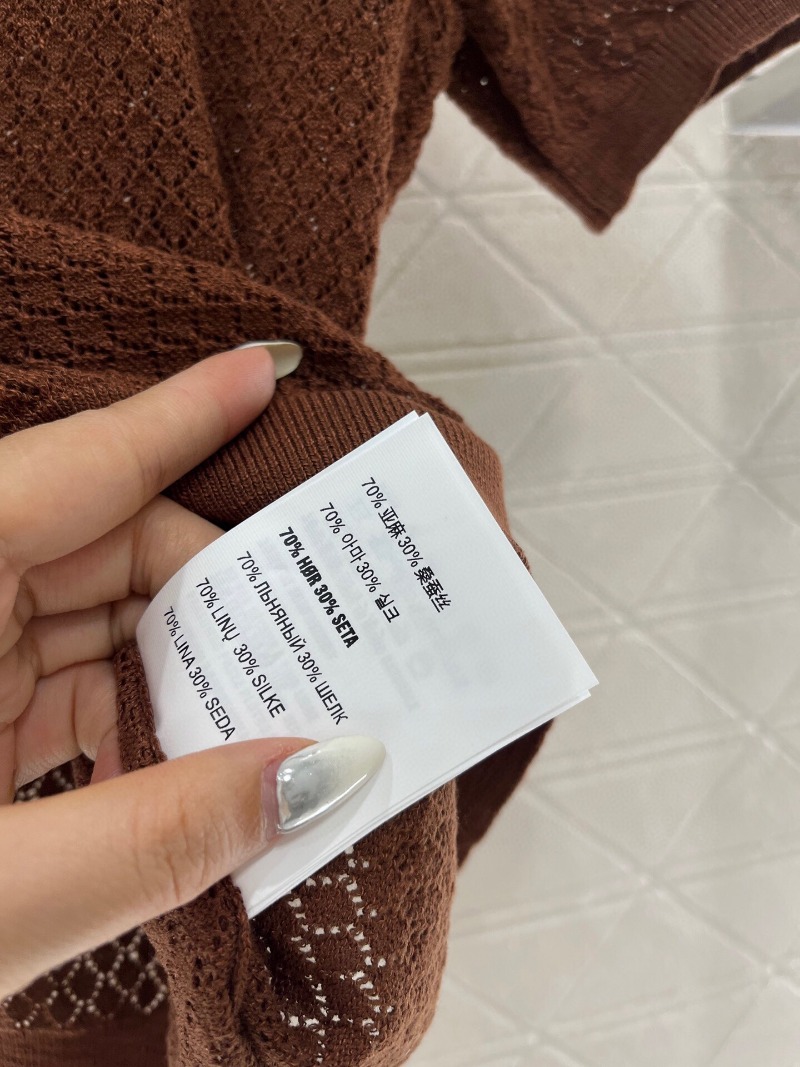 70% 亚麻 30% 桑蚕丝
70% 아마 30% 실크
70% HØR 30% SETA
70% ЛЬНЯНЫЙ 30% ШЕЛК
70% LINŲ 30% SILKE
70% LINA 30% SEDA